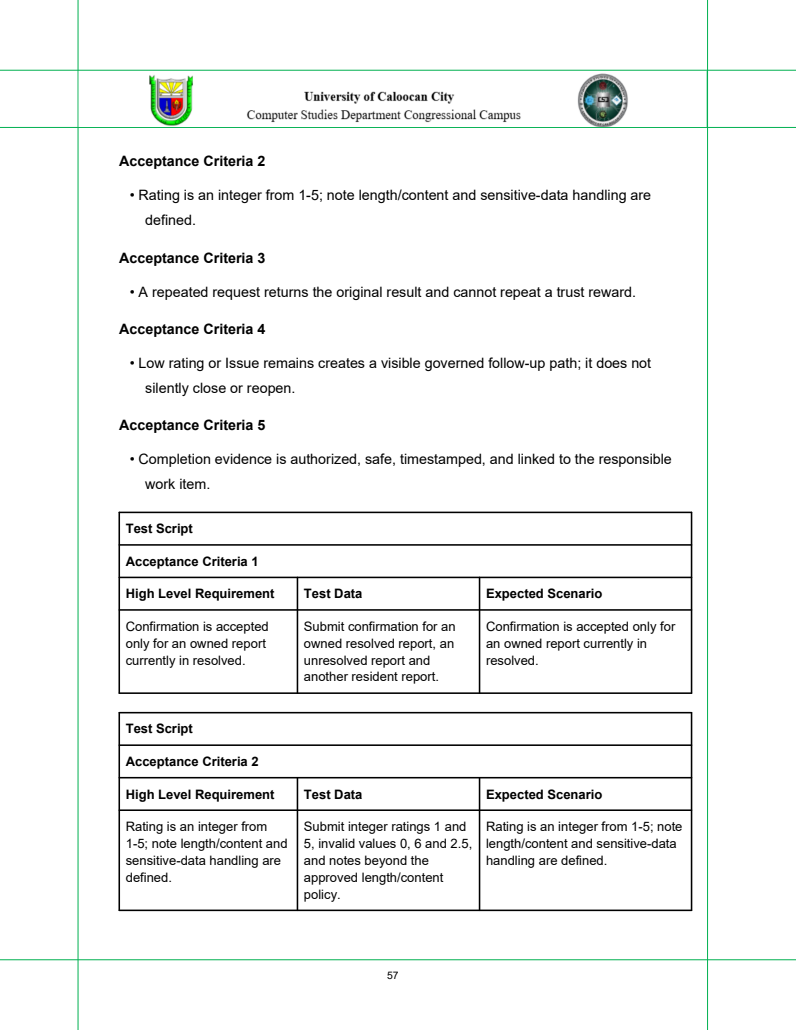 University of Caloocan City
Computer Studies Department Congressional Campus
Acceptance Criteria 2
• Rating is an integer from 1-5; note length/content and sensitive-data handling are
defined.
Acceptance Criteria 3
• A repeated request returns the original result and cannot repeat a trust reward.
Acceptance Criteria 4
• Low rating or Issue remains creates a visible governed follow-up path; it does not
silently close or reopen.
Acceptance Criteria 5
• Completion evidence is authorized, safe, timestamped, and linked to the responsible
work item.
Test Script
Acceptance Criteria 1
High Level Requirement
Test Data
Expected Scenario
Confirmation is accepted
only for an owned report
currently in resolved.
Submit confirmation for an
owned resolved report, an
unresolved report and
another resident report.
Confirmation is accepted only for
an owned report currently in
resolved.
Test Script
Acceptance Criteria 2
High Level Requirement
Test Data
Expected Scenario
Rating is an integer from
1-5; note length/content and
sensitive-data handling are
defined.
Submit integer ratings 1 and
5, invalid values 0, 6 and 2.5,
and notes beyond the
approved length/content
policy.
Rating is an integer from 1-5; note
length/content and sensitive-data
handling are defined.
57